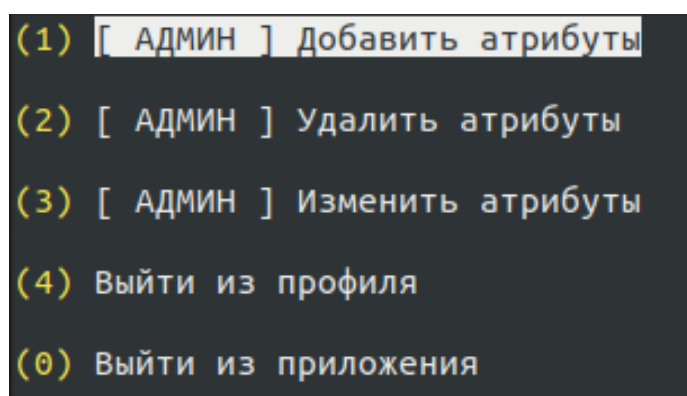 (1) [ АДМИН ] Добавить атрибуты
(2) [ АДМИН ] Удалить атрибуты
(3) [ АДМИН ] Изменить атрибуты
(4) Выйти из профиля
(0) Выйти из приложения